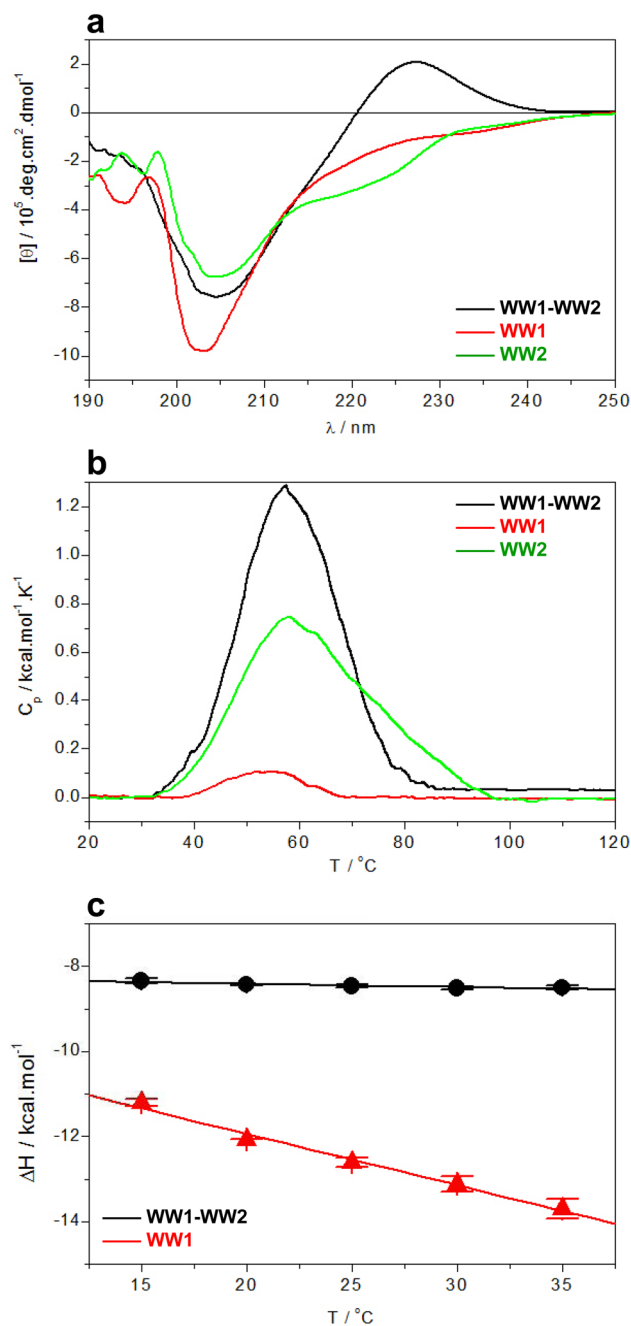 a
2
0
-2
-4
-6
-8
-10
[θ] / 10⁵.deg.cm².dmol⁻¹
WW1-WW2
WW1
WW2
190 200 210 220 230 240 250
λ / nm
b
1.2
1.0
0.8
0.6
0.4
0.2
0.0
Cₚ / kcal.mol⁻¹.K⁻¹
WW1-WW2
WW1
WW2
20 40 60 80 100 120
T / °C
c
-8
-10
-12
-14
ΔH / kcal.mol⁻¹
WW1-WW2
WW1
15 20 25 30 35
T / °C